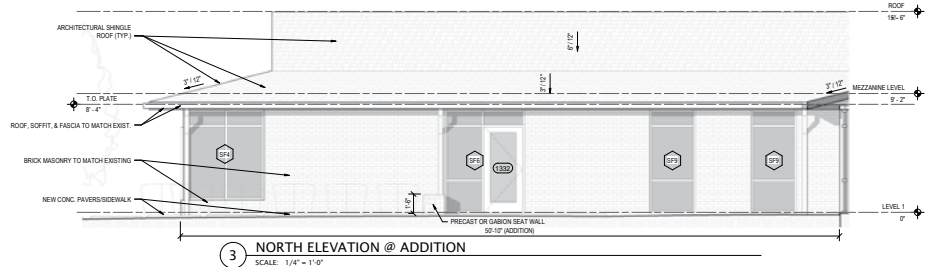 ROOF
ARCHITECTURAL SHINGLE
ROOF (TYP.)
6"/12"
3"/12"
3"/12"
3"/12"
MEZZANINE LEVEL
9' - 2"
T.O. PLATE
8' - 4"
ROOF, SOFFIT, & FASCIA TO MATCH EXIST.
SF4
SF6
1332
SF9
SF9
BRICK MASONRY TO MATCH EXISTING
NEW CONC. PAVERS/SIDEWALK
1'-6"
PRECAST OR GABION SEAT WALL
LEVEL 1
0"
50'-10" (ADDITION)
3
NORTH ELEVATION @ ADDITION
SCALE: 1/4" = 1'-0"